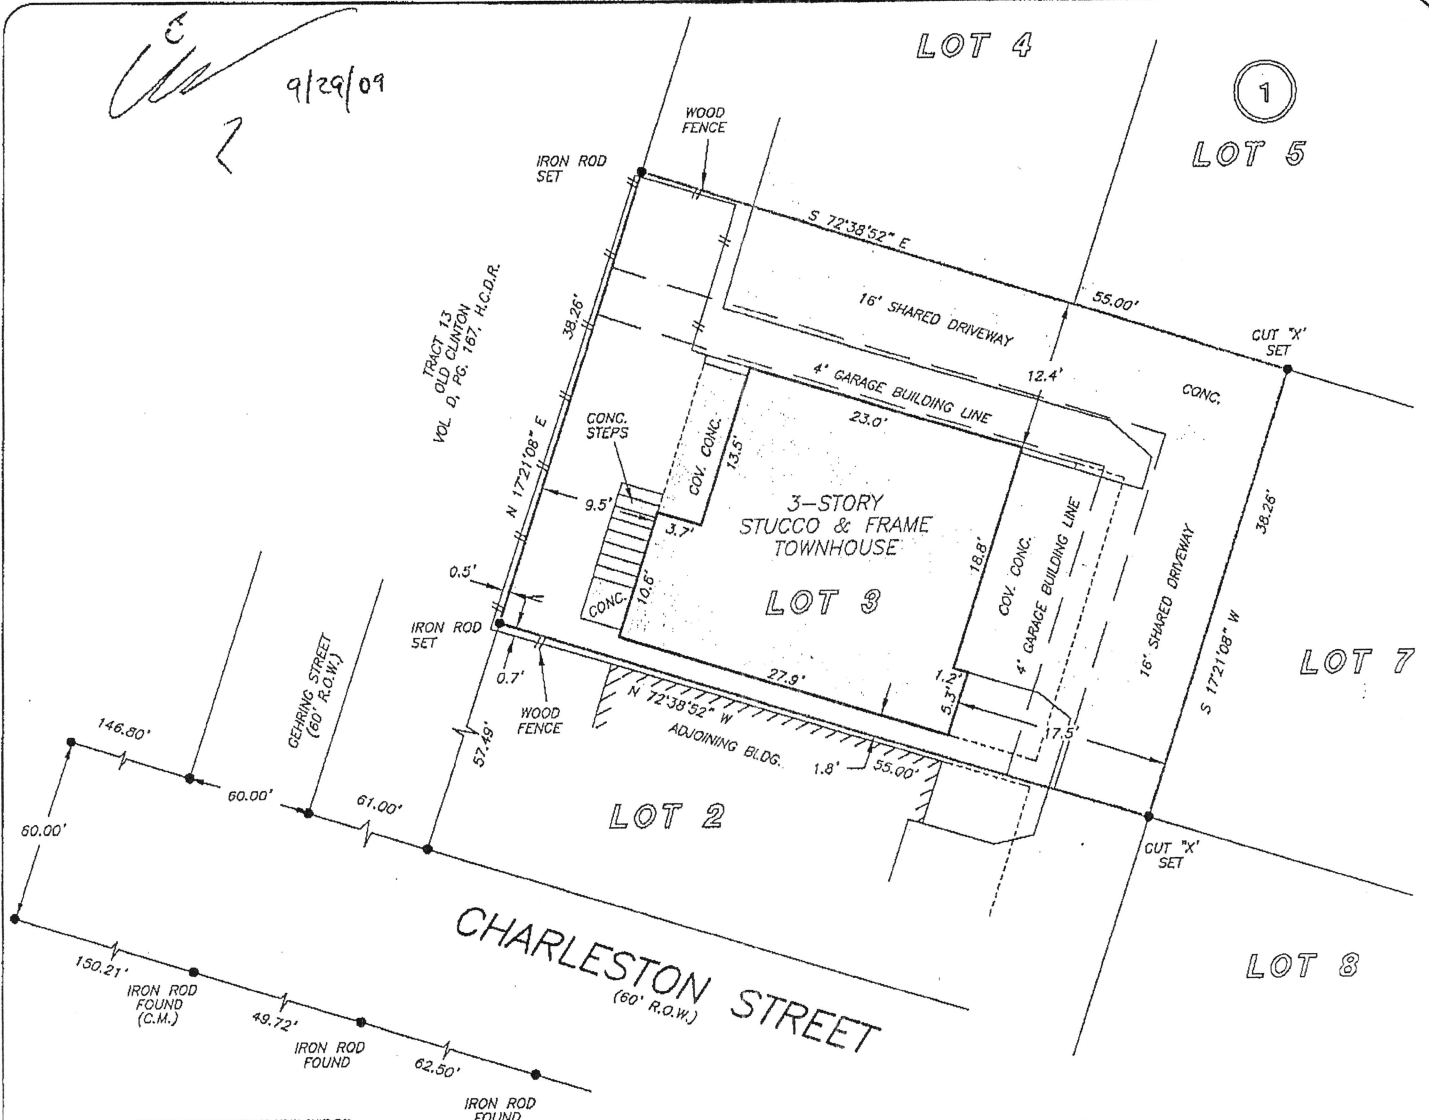 9/29/09
2
LOT 4
1
LOT 5
WOOD
FENCE
IRON ROD
SET
S 72°38'52" E
55.00'
16' SHARED DRIVEWAY
CUT "X"
SET
TRACT 13
OLD CLINTON
VOL D, PG. 167, H.C.D.R.
38.26'
N 17°21'08" E
4' GARAGE BUILDING LINE
12.4'
CONC.
23.0'
CONC.
STEPS
COV. CONC.
13.5'
9.5'
3.7'
3-STORY
STUCCO & FRAME
TOWNHOUSE
LOT 3
18.8'
COV. CONC.
4' GARAGE BUILDING LINE
16' SHARED DRIVEWAY
38.26'
S 17°21'08" W
LOT 7
0.5'
CONC.
10.6'
IRON ROD
SET
0.7'
WOOD
FENCE
27.9'
1.2'
5.3'
17.5'
N 72°38'52" W
ADJOINING BLDG.
1.8'
55.00'
GEHRING STREET
(60' R.O.W.)
57.49'
146.80'
60.00'
61.00'
60.00'
LOT 2
CUT "X"
SET
CHARLESTON STREET
(60' R.O.W.)
LOT 8
150.21'
IRON ROD
FOUND
(C.M.)
49.72'
IRON ROD
FOUND
62.50'
IRON ROD
FOUND